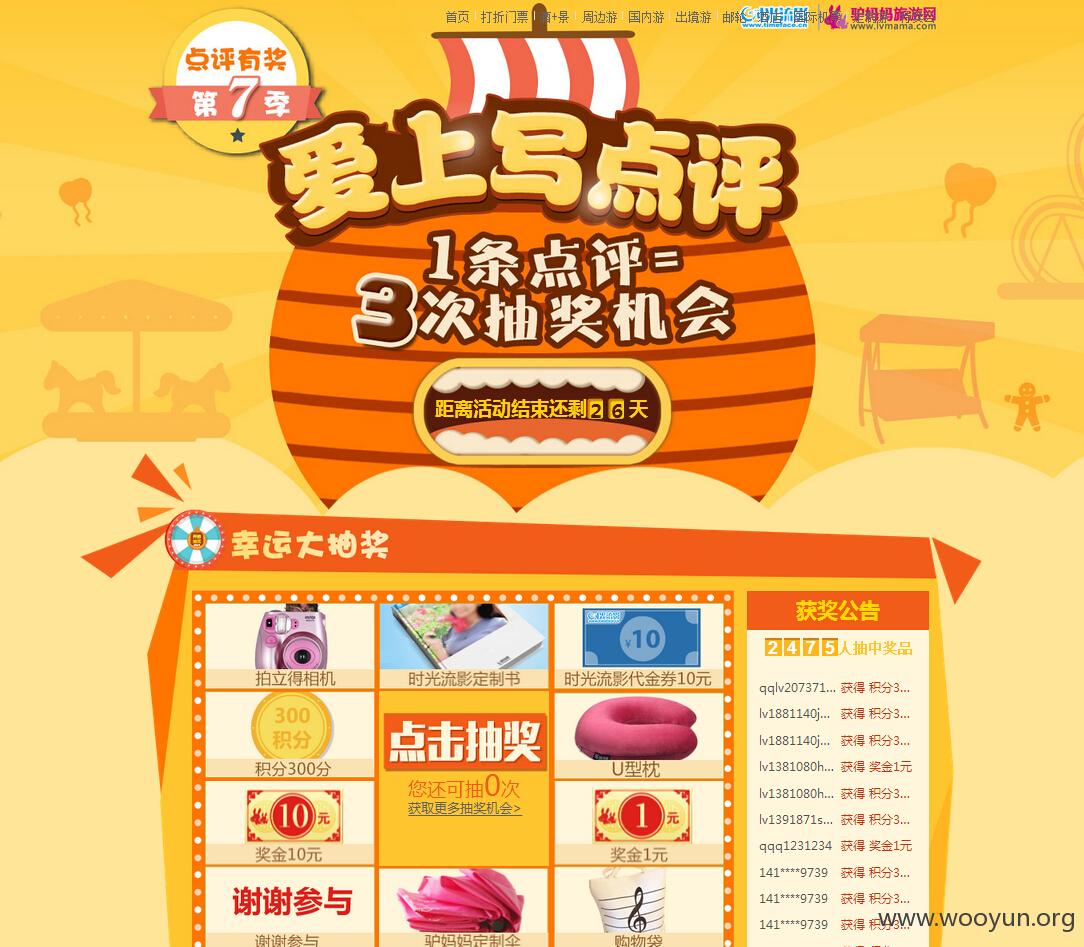 首页 打折门票 景+景 周边游 国内游 出境游 邮轮
时光流影
www.timeface.cn
驴妈妈旅游网
www.lvmama.com
点评有奖
第7季
爱上写点评
1条点评=
3次抽奖机会
距离活动结束还剩26天
幸运大抽奖
拍立得相机
时光流影定制书
¥10
时光流影代金券10元
300
积分
积分300分
点击抽奖
您还可抽0次
获取更多抽奖机会>
U型枕
10元
奖金10元
1元
奖金1元
谢谢参与
谢谢参与
驴妈妈定制伞
购物袋
获奖公告
2475人抽中奖品
qqlv207371... 获得 积分3...
lv1881140j... 获得 积分3...
lv1881140j... 获得 积分3...
lv1381080h... 获得 奖金1元
lv1381080h... 获得 积分3...
lv1391871s... 获得 积分3...
qqq1231234 获得 奖金1元
141****9739 获得 积分3...
141****9739 获得 积分3...
141****9739 获得 积分3...
www.wooyun.org